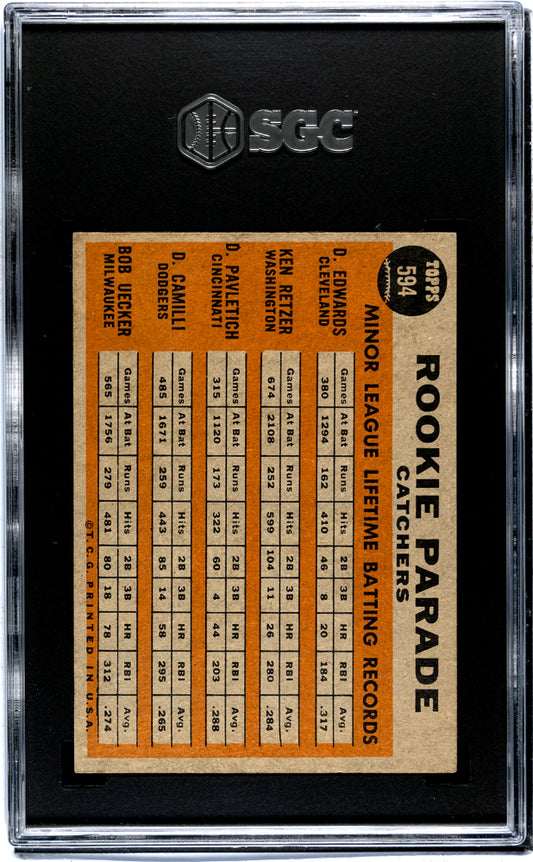 SGC
TOPPS
594
ROOKIE PARADE
CATCHERS
MINOR LEAGUE LIFETIME BATTING RECORDS
D. EDWARDS
CLEVELAND
Games At Bat Runs Hits 2B 3B HR RBI Avg.
380 1294 162 410 46 8 20 184 .317
KEN RETZER
WASHINGTON
Games At Bat Runs Hits 2B 3B HR RBI Avg.
674 2108 252 599 104 11 26 280 .284
D. PAVLETICH
CINCINNATI
Games At Bat Runs Hits 2B 3B HR RBI Avg.
315 1120 173 322 60 4 44 203 .288
D. CAMILLI
DODGERS
Games At Bat Runs Hits 2B 3B HR RBI Avg.
485 1671 259 443 85 14 58 295 .265
BOB UECKER
MILWAUKEE
Games At Bat Runs Hits 2B 3B HR RBI Avg.
565 1756 279 481 80 18 78 312 .274
©T.C.G. PRINTED IN U.S.A.